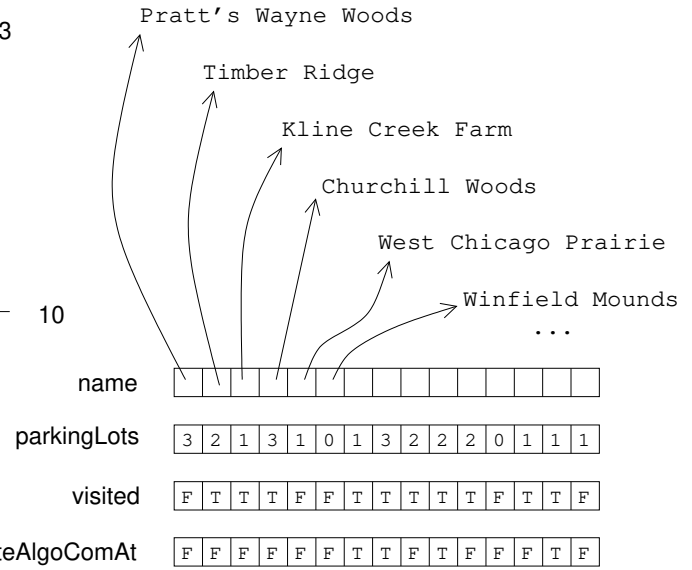 Pratt's Wayne Woods
3
Timber Ridge
Kline Creek Farm
Churchill Woods
West Chicago Prairie
Winfield Mounds
10
...
name
parkingLots 3 2 1 3 1 0 1 3 2 2 2 0 1 1 1
visited F T T T F F T T T T T F T T F
teAlgoComAt F F F F F F T T F T F F F T F